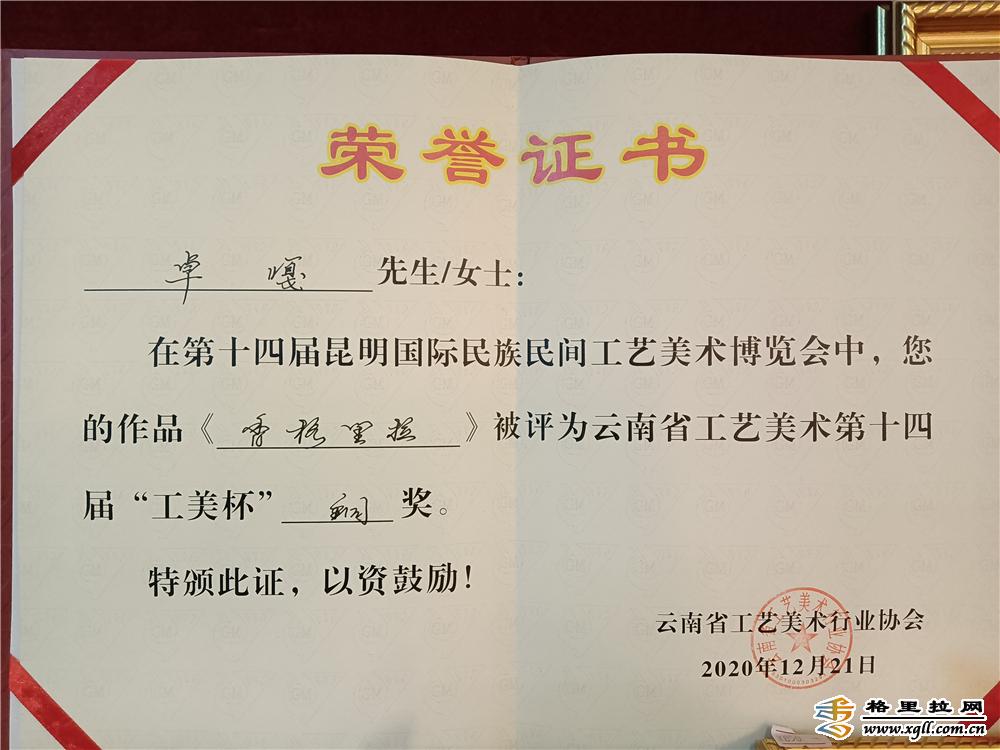 荣誉证书
卓嘎先生/女士：
在第十四届昆明国际民族民间工艺美术博览会中，您
的作品《香格里拉》被评为云南省工艺美术第十四
届“工美杯”铜奖。
特颁此证，以资鼓励！
云南省工艺美术行业协会
2020年12月21日
格里拉网
www.xgll.com.cn